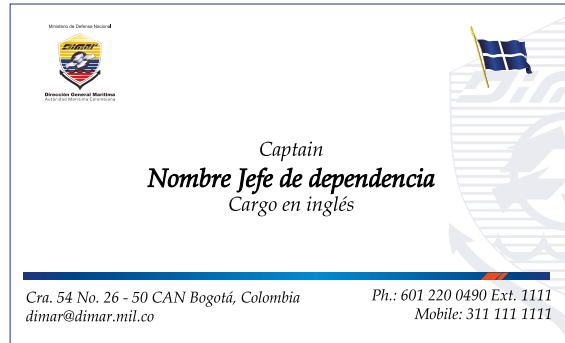 Ministerio de Defensa Nacional
Dimar
Dirección General Marítima
Autoridad Marítima Colombiana
Dimar
Captain
Nombre Jefe de dependencia
Cargo en inglés
Cra. 54 No. 26 - 50 CAN Bogotá, Colombia
dimar@dimar.mil.co
Ph.: 601 220 0490 Ext. 1111
Mobile: 311 111 1111